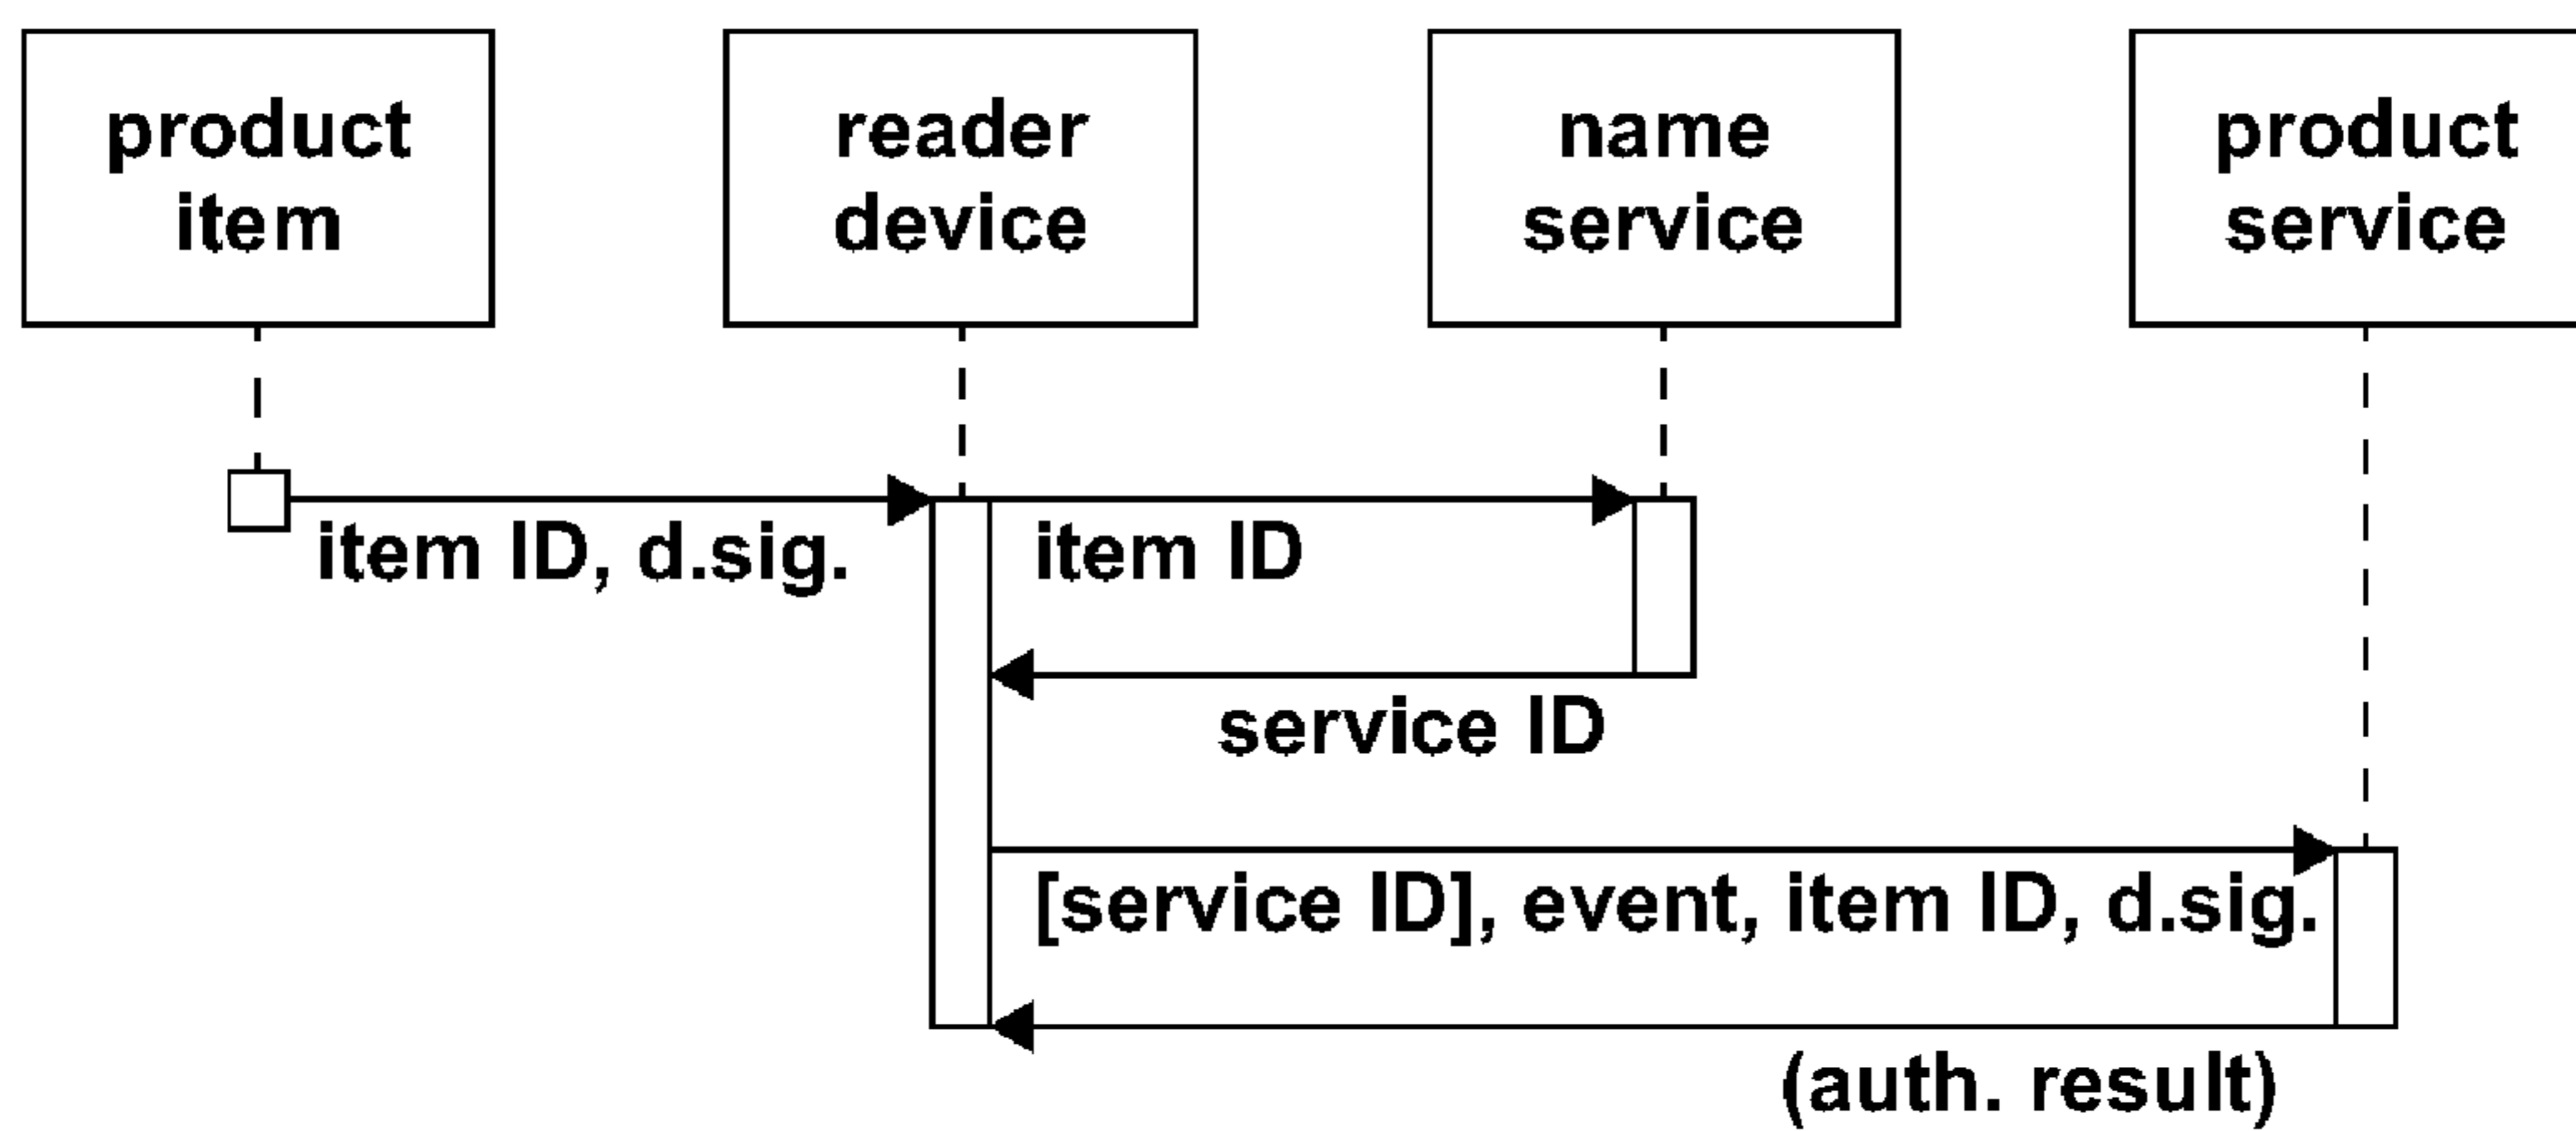 product
item
reader
device
name
service
product
service
item ID, d.sig.
item ID
service ID
[service ID], event, item ID, d.sig.
(auth. result)